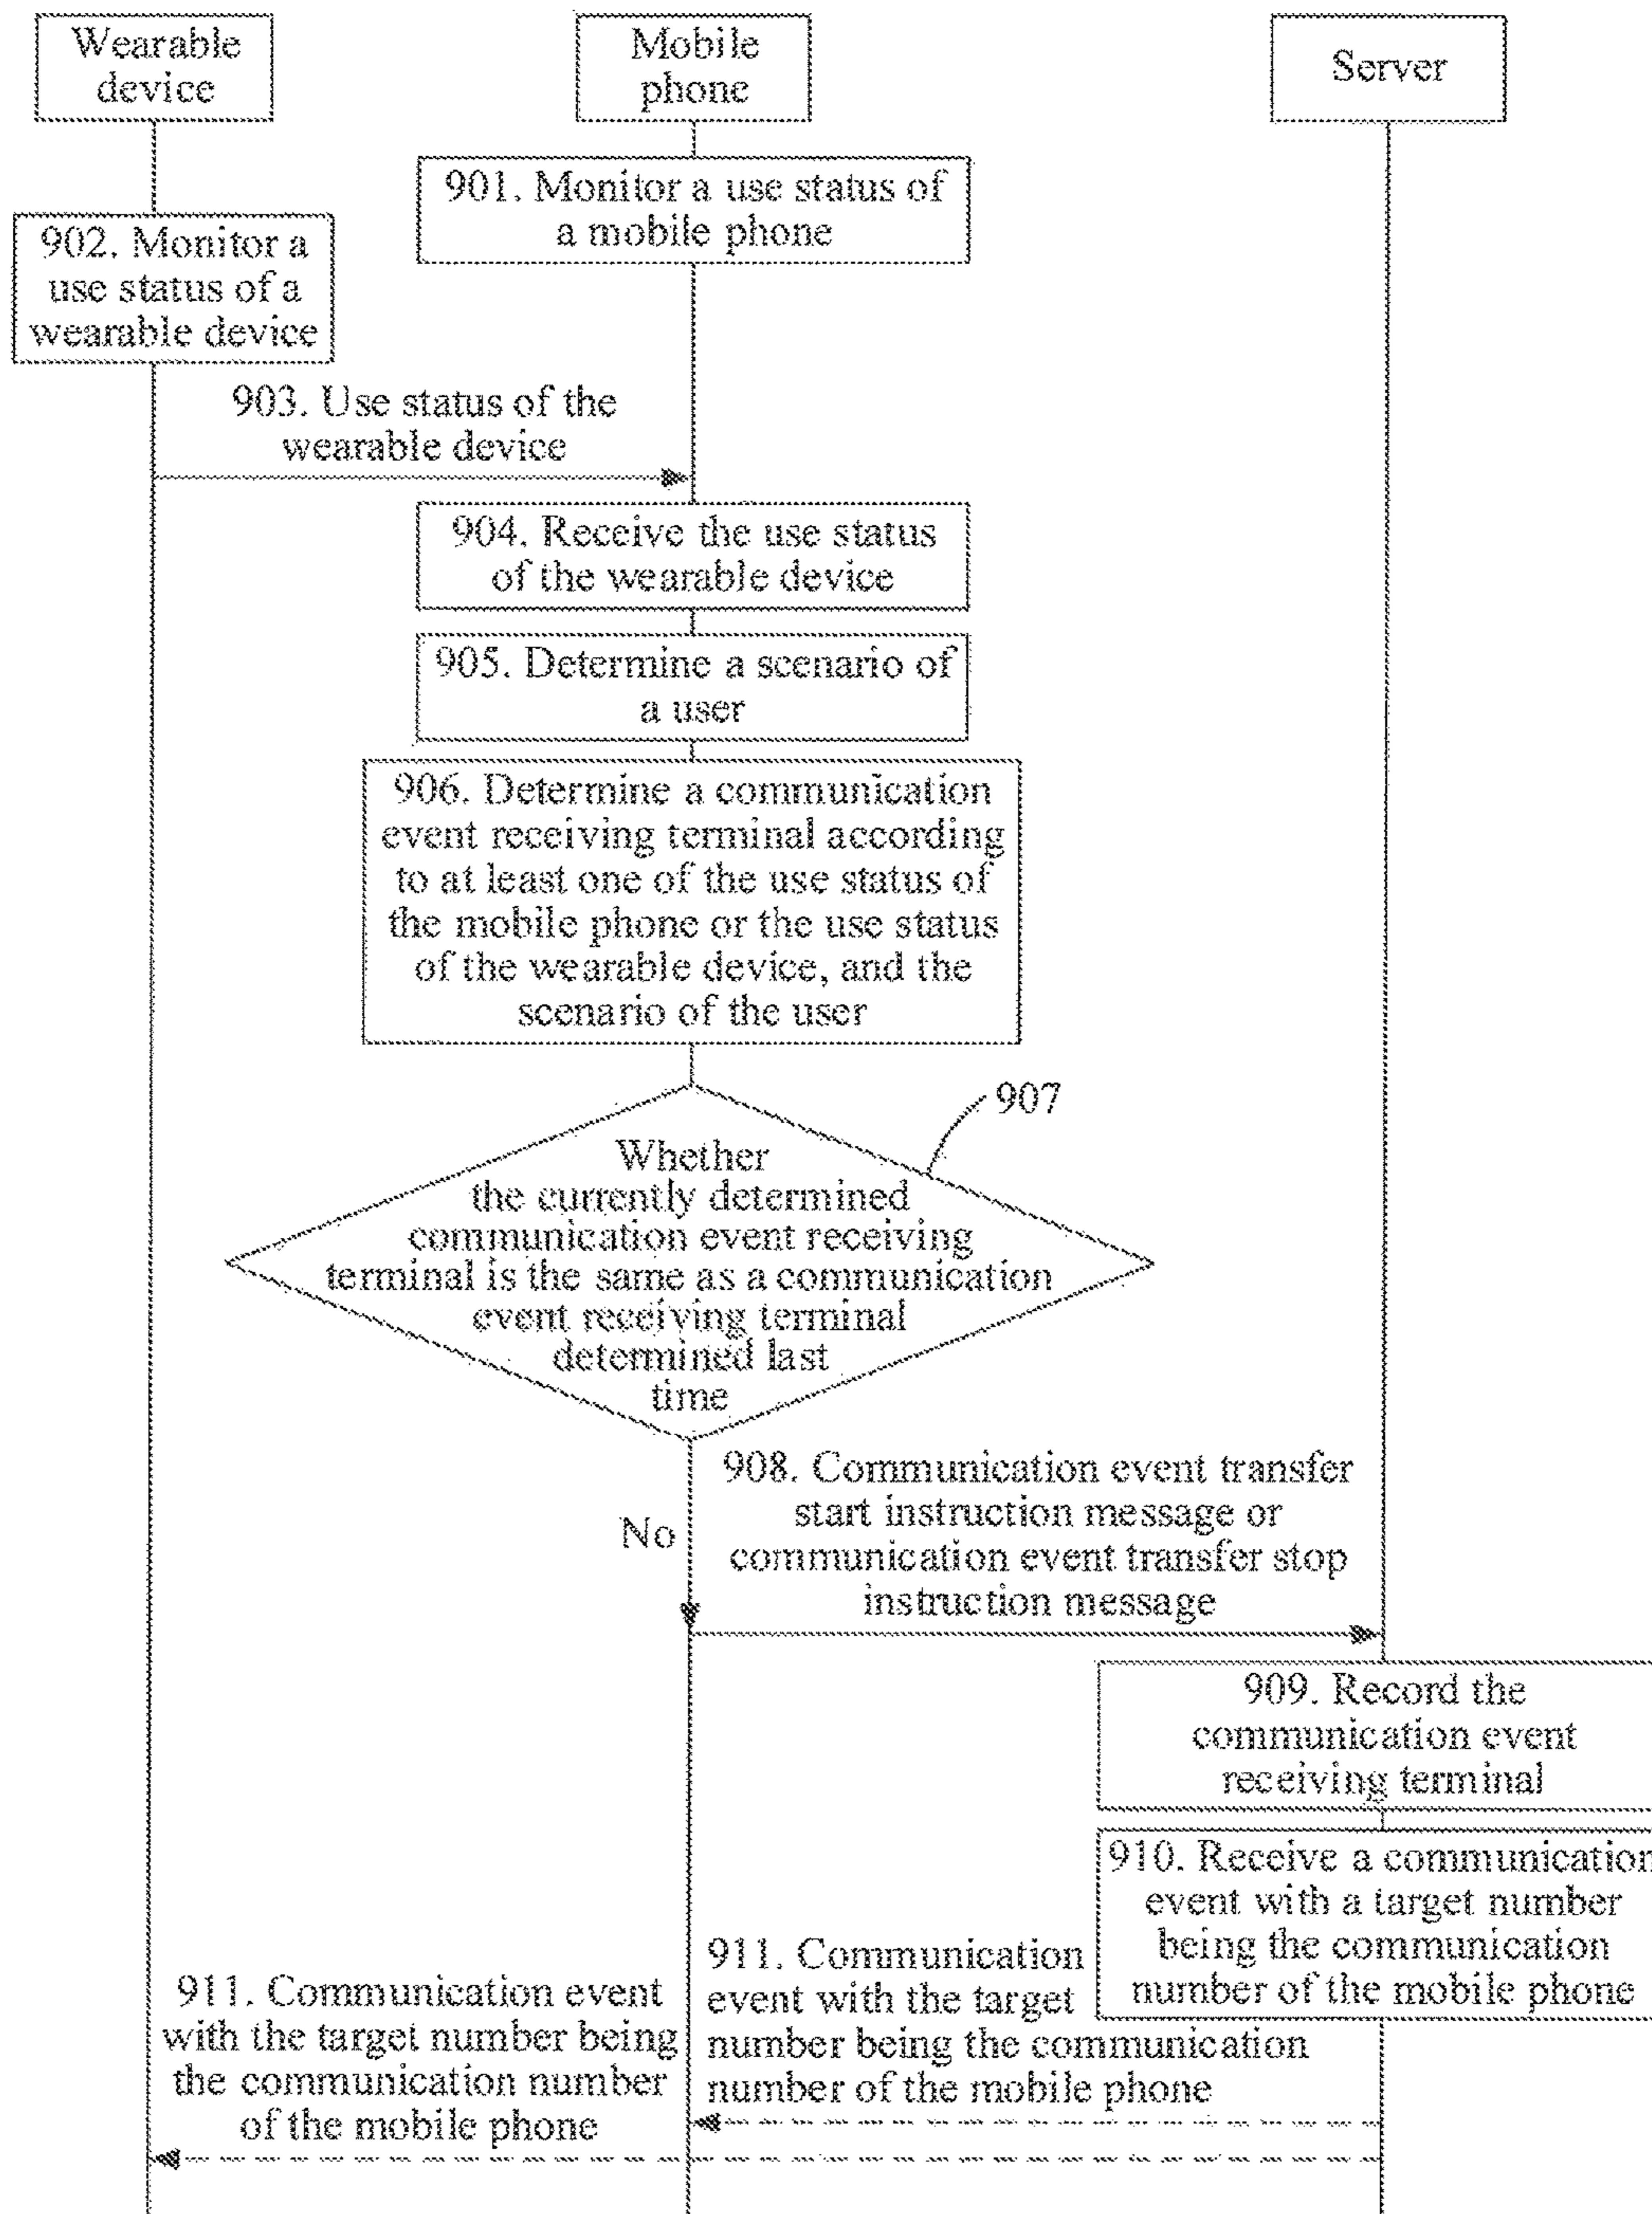 Wearable
device
Mobile
phone
Server
901. Monitor a use status of
a mobile phone
902. Monitor a
use status of a
wearable device
903. Use status of the
wearable device
904. Receive the use status
of the wearable device
905. Determine a scenario of
a user
906. Determine a communication
event receiving terminal according
to at least one of the use status of
the mobile phone or the use status
of the wearable device, and the
scenario of the user
907
Whether
the currently determined
communication event receiving
terminal is the same as a communication
event receiving terminal
determined last
time
No
908. Communication event transfer
start instruction message or
communication event transfer stop
instruction message
909. Record the
communication event
receiving terminal
910. Receive a communication
event with a target number
being the communication
number of the mobile phone
911. Communication
event with the target
number being the communication
number of the mobile phone
911. Communication event
with the target number being
the communication number
of the mobile phone